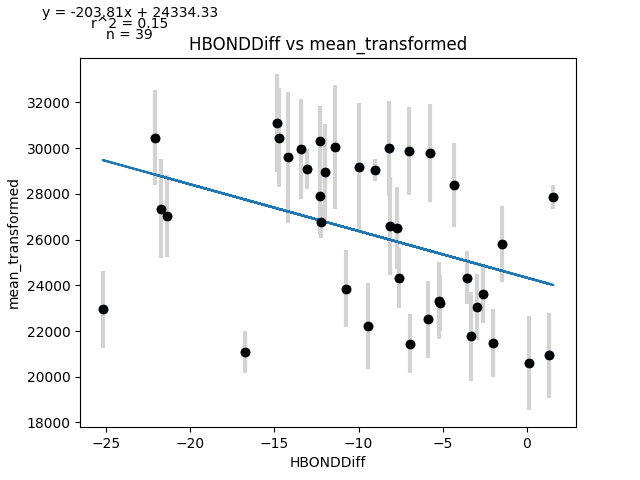 y = -203.81x + 24334.33
r^2 = 0.15
n = 39
HBONDDiff vs mean_transformed
32000
30000
28000
26000
24000
22000
20000
18000
mean_transformed
−25
−20
−15
−10
−5
0
HBONDDiff